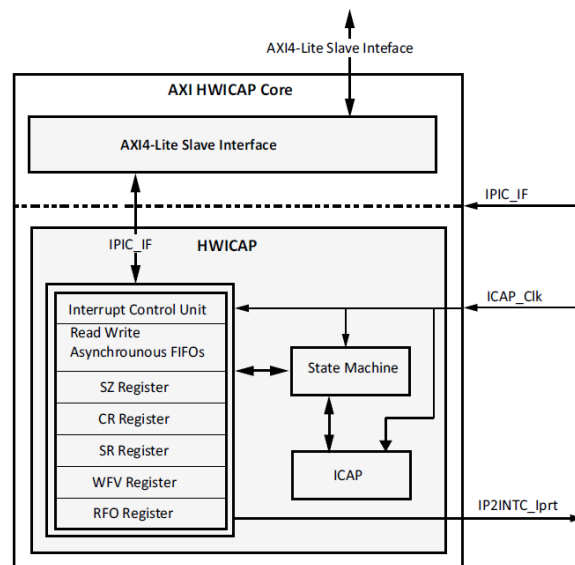 AXI4-Lite Slave Inteface
AXI HWICAP Core
AXI4-Lite Slave Interface
IPIC_IF
IPIC_IF
HWICAP
ICAP_Clk
Interrupt Control Unit
Read Write
Asynchrounous FIFOs
State Machine
SZ Register
CR Register
SR Register
ICAP
WFV Register
RFO Register
IP2INTC_Iprt